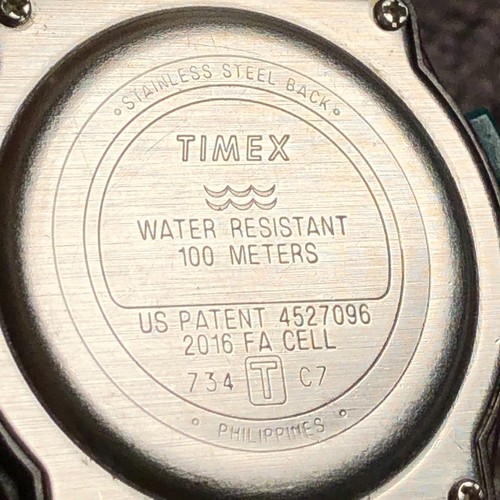 STAINLESS STEEL BACK
TIMEX
WATER RESISTANT
100 METERS
US PATENT 4527096
2016 FA CELL
734 T C7
PHILIPPINES